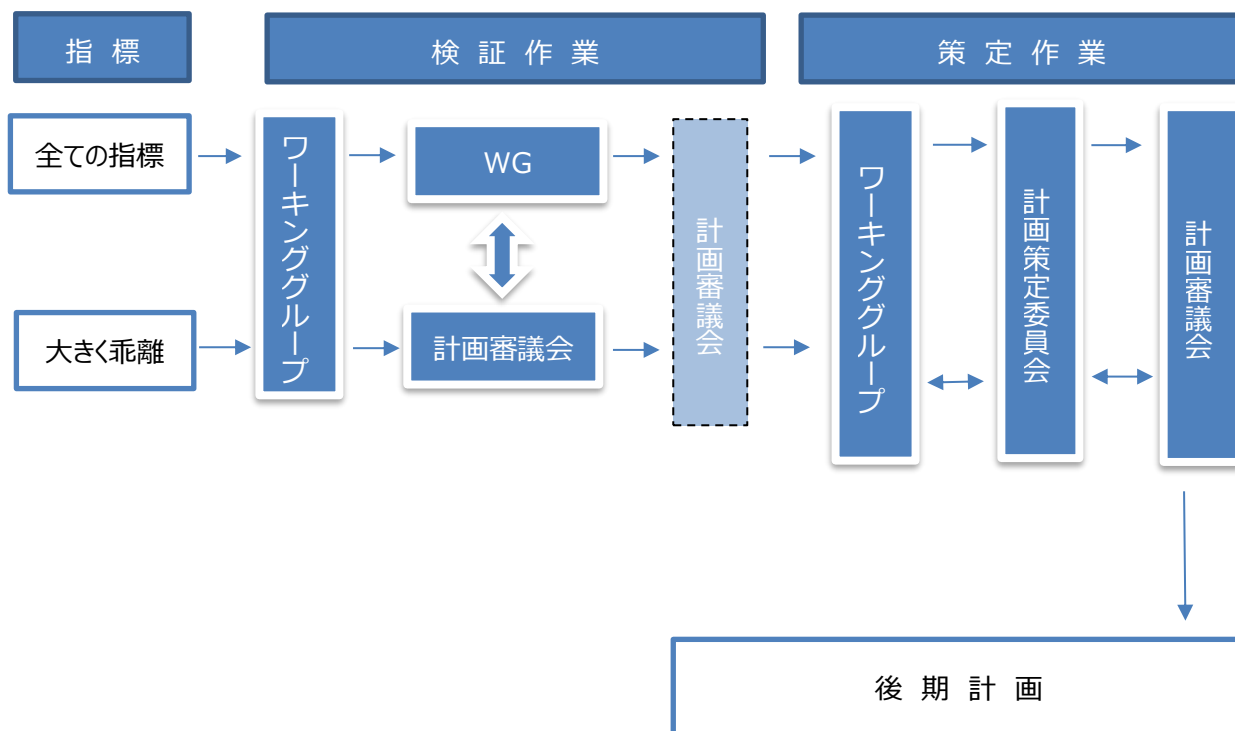 指標
検証作業
策定作業
全ての指標
大きく乖離
ワーキンググループ
WG
計画審議会
計画審議会
ワーキンググループ
計画策定委員会
計画審議会
後期計画